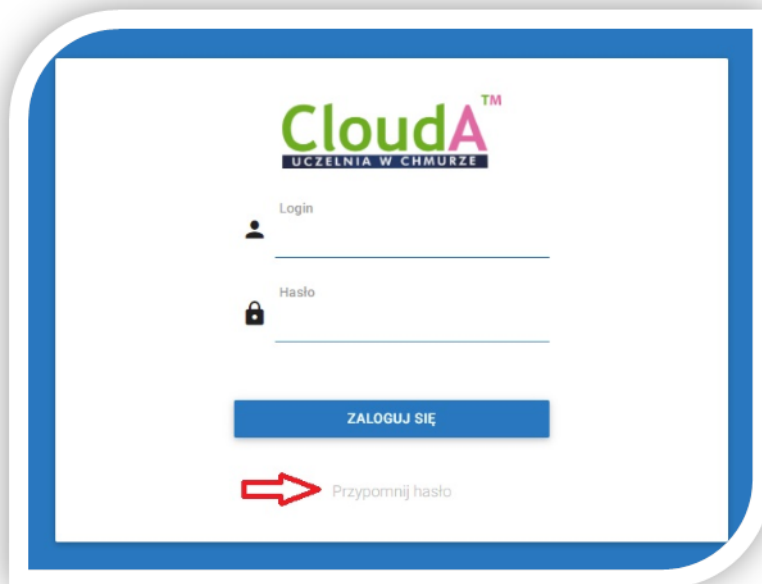 CloudA™
UCZELNIA W CHMURZE
Login
Hasło
ZALOGUJ SIĘ
Przypomnij hasło